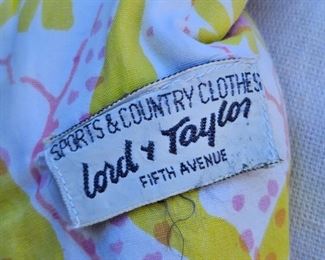 SPORTS & COUNTRY CLOTHES
Lord & Taylor
FIFTH AVENUE